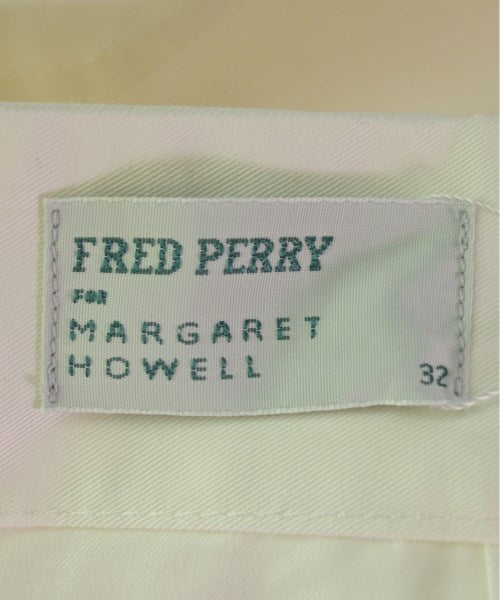 FRED PERRY
FOR
MARGARET
HOWELL
32